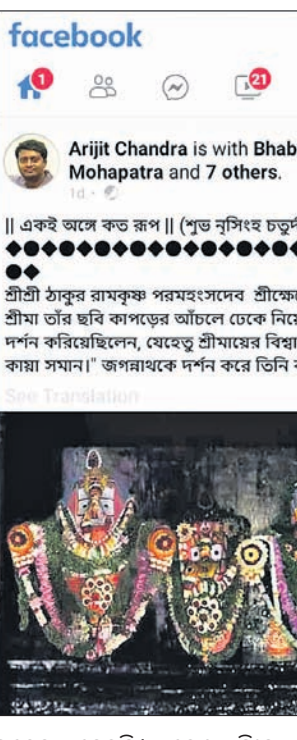 facebook
1
21
Arijit Chandra is with Bhab
Mohapatra and 7 others.
1d
|| একই অঙ্গে কত রূপ || (শুভ নৃসিংহ চতুর্দ
◆●◆●◆●◆●◆●◆●◆●◆●◆
●◆
শ্রীশ্রী ঠাকুর রামকৃষ্ণ পরমহংসদেব শ্রীক্ষে
শ্রীমা তাঁর ছবি কাপড়ের আঁচলে ঢেকে নিয়ে
দর্শন করিয়েছিলেন, যেহেতু শ্রীমায়ের বিশ্বা
কায়া সমান।" জগন্নাথকে দর্শন করে তিনি ব
See Translation